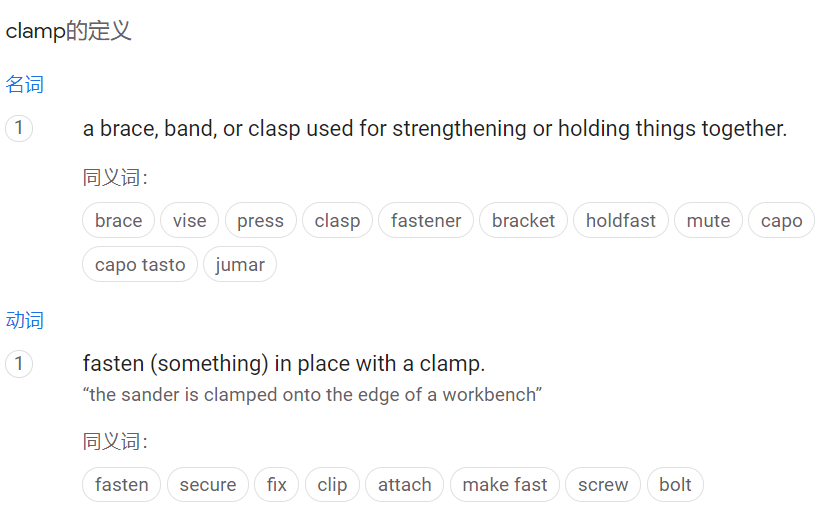 clamp的定义
名词
1 a brace, band, or clasp used for strengthening or holding things together.
同义词：
brace vise press clasp fastener bracket holdfast mute capo
capo tasto jumar
动词
1 fasten (something) in place with a clamp.
“the sander is clamped onto the edge of a workbench”
同义词：
fasten secure fix clip attach make fast screw bolt